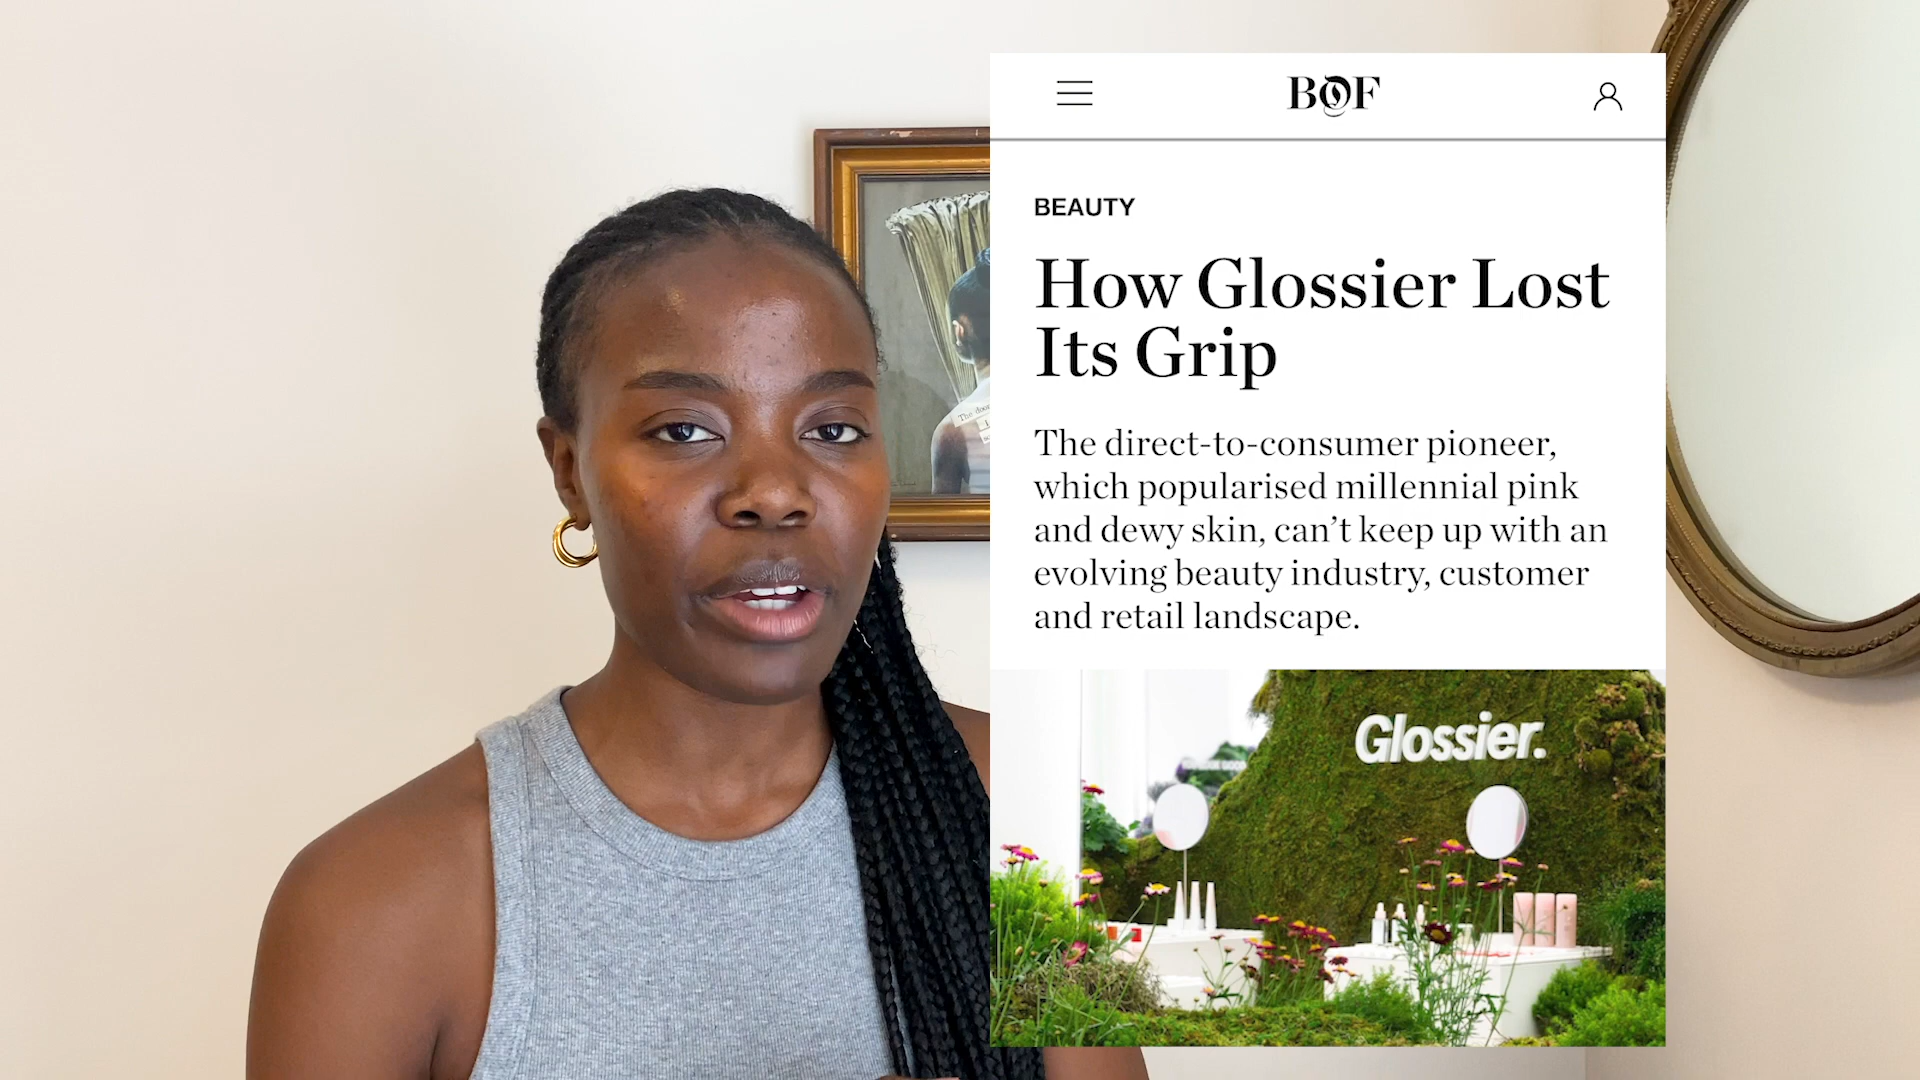 BOF
BEAUTY
How Glossier Lost
Its Grip
The direct-to-consumer pioneer,
which popularised millennial pink
and dewy skin, can't keep up with an
evolving beauty industry, customer
and retail landscape.
Glossier.
The